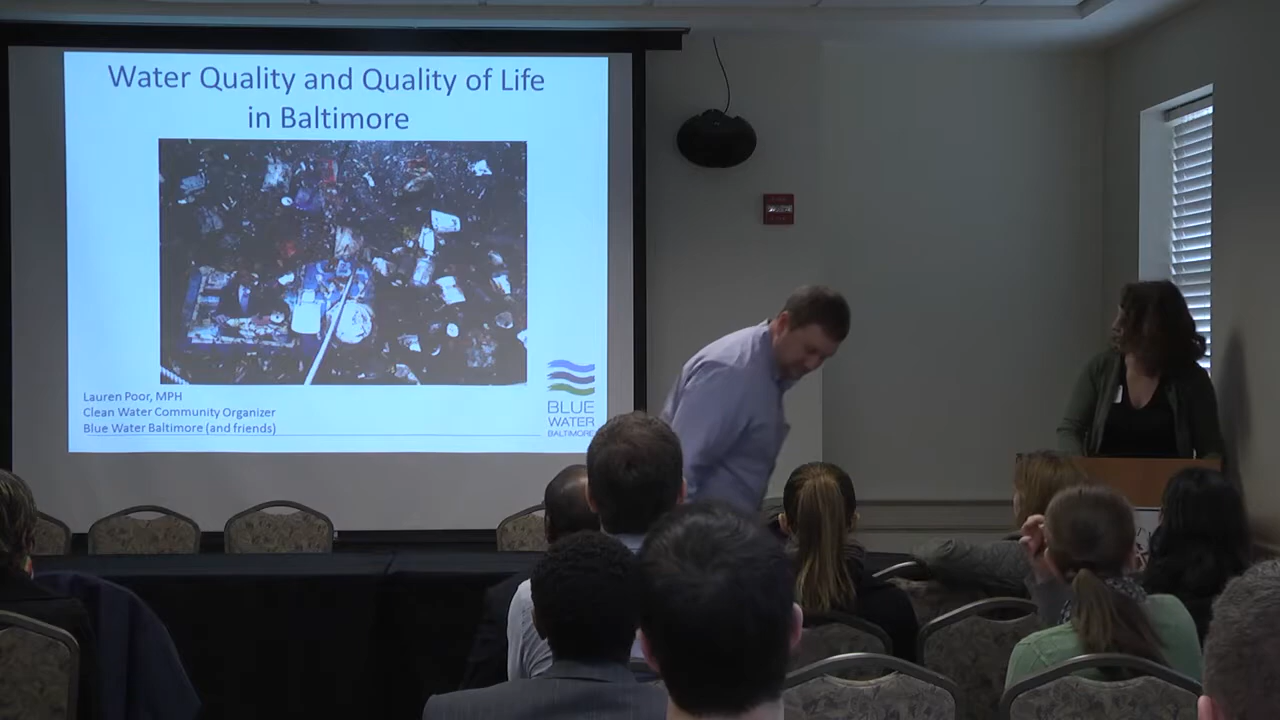 Water Quality and Quality of Life
in Baltimore
Lauren Poor, MPH
Clean Water Community Organizer
Blue Water Baltimore (and friends)
BLUE
WATER
BALTIMORE